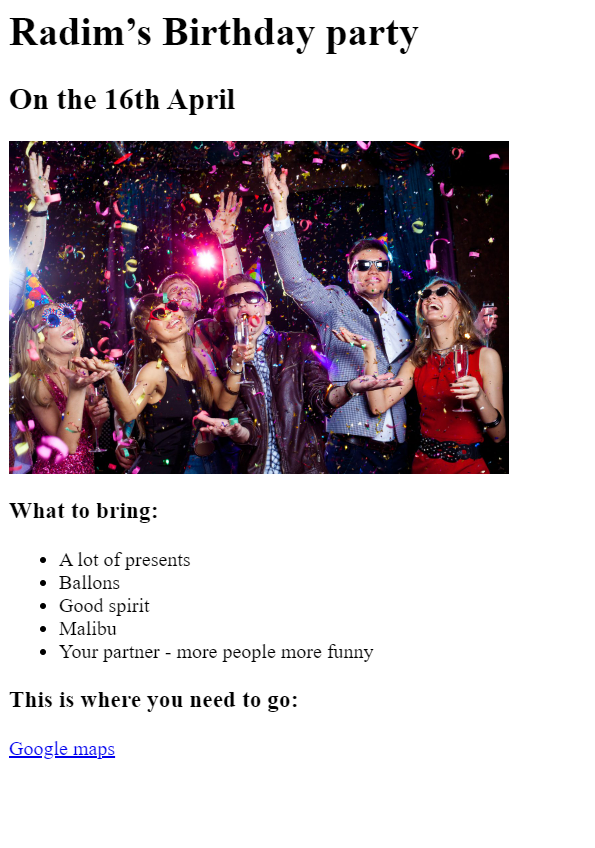 Radim’s Birthday party
On the 16th April
What to bring:
A lot of presents
Ballons
Good spirit
Malibu
Your partner - more people more funny
This is where you need to go:
Google maps